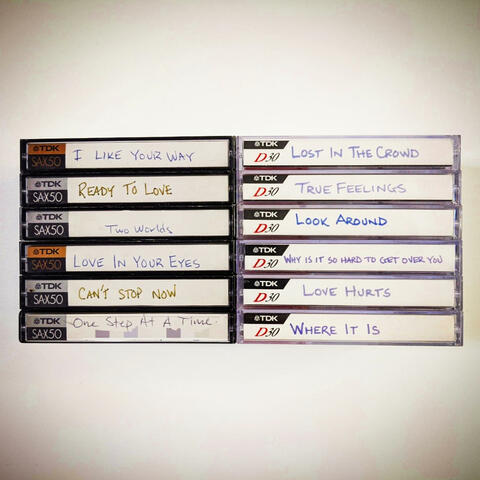 TDK
SAX50
I LIKE YOUR WAY
TDK
SAX50
READY TO LOVE
TDK
SAX50
Two Worlds
TDK
SAX50
LOVE IN YOUR EYES
TDK
SAX50
CAN'T STOP NOW
TDK
SAX50
One Step At A Time.
TDK
D30
LOST IN THE CROWD
TDK
D30
TRUE FEELINGS
TDK
D30
LOOK AROUND
TDK
D30
WHY IS IT SO HARD TO GET OVER YOU
TDK
D30
LOVE HURTS
TDK
D30
WHERE IT IS